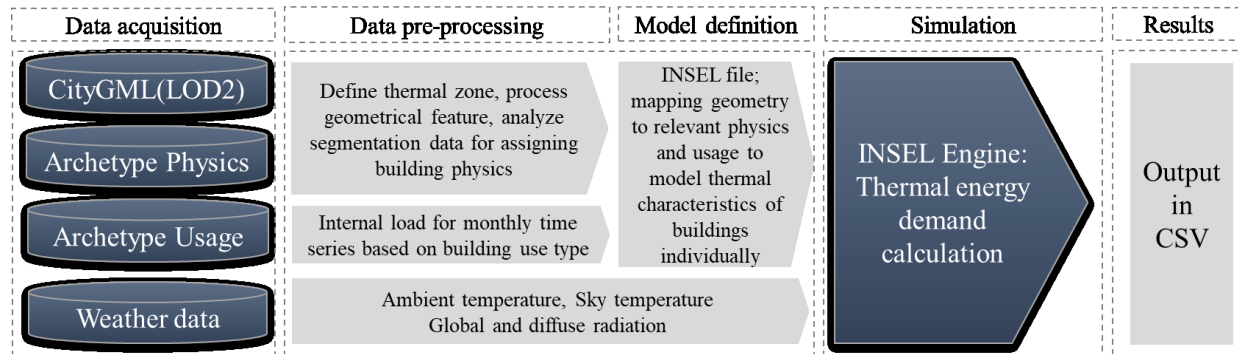 Data acquisition
Data pre-processing
Model definition
Simulation
Results
CityGML(LOD2)
Archetype Physics
Archetype Usage
Weather data
Define thermal zone, process
geometrical feature, analyze
segmentation data for assigning
building physics
Internal load for monthly time
series based on building use type
INSEL file;
mapping geometry
to relevant physics
and usage to
model thermal
characteristics of
buildings
individually
Ambient temperature, Sky temperature
Global and diffuse radiation
INSEL Engine:
Thermal energy
demand
calculation
Output
in
CSV